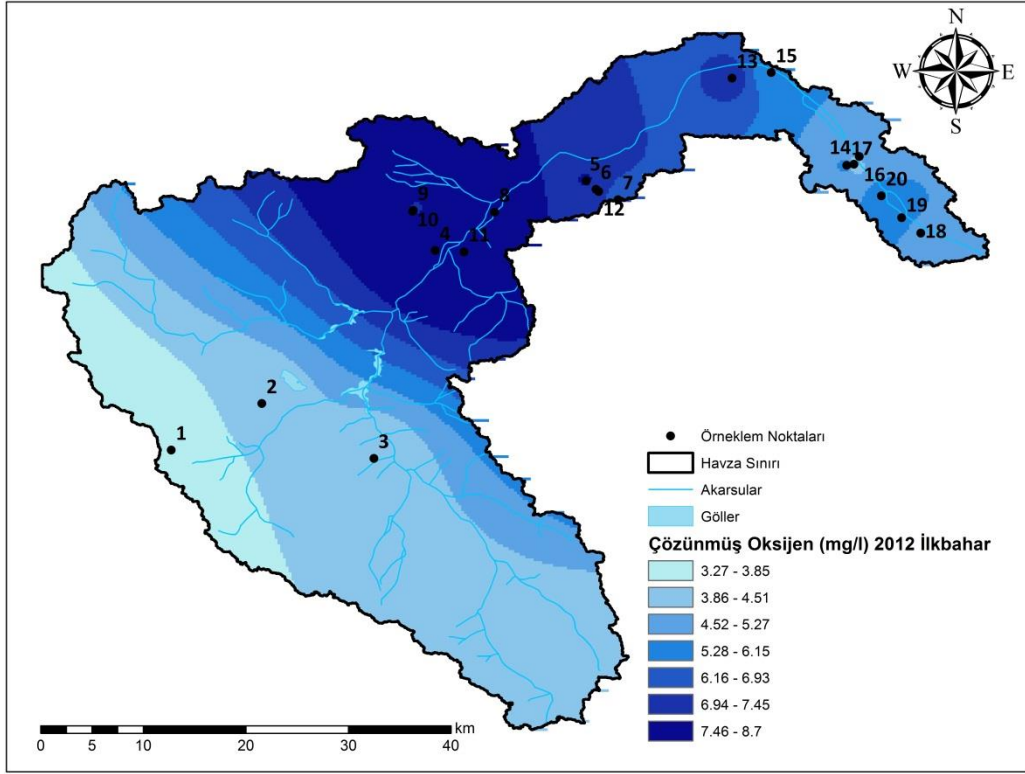 N
W E
S
13
15
14 17
16 20
19
18
5
6
7
12
8
9
10
4
11
2
1
3
Örneklem Noktaları
Havza Sınırı
Akarsular
Göller
Çözünmüş Oksijen (mg/l) 2012 İlkbahar
3.27 - 3.85
3.86 - 4.51
4.52 - 5.27
5.28 - 6.15
6.16 - 6.93
6.94 - 7.45
7.46 - 8.7
km
0 5 10 20 30 40